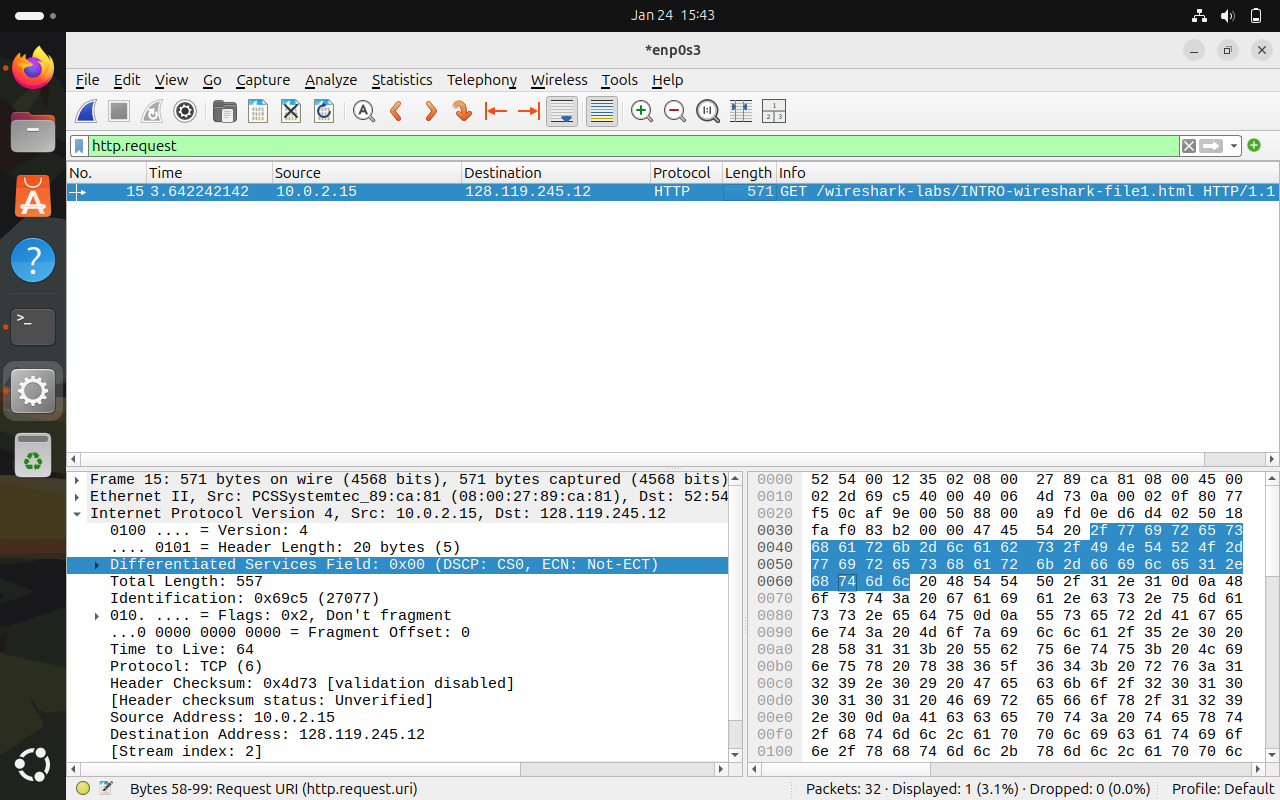 Jan 24 15:43
*enp0s3
File Edit View Go Capture Analyze Statistics Telephony Wireless Tools Help
http.request
No. Time Source Destination Protocol Length Info
15 3.642242142 10.0.2.15 128.119.245.12 HTTP 571 GET /wireshark-labs/INTRO-wireshark-file1.html HTTP/1.1
Frame 15: 571 bytes on wire (4568 bits), 571 bytes captured (4568 bits)
Ethernet II, Src: PCSSystemtec_89:ca:81 (08:00:27:89:ca:81), Dst: 52:54
Internet Protocol Version 4, Src: 10.0.2.15, Dst: 128.119.245.12
0100 .... = Version: 4
.... 0101 = Header Length: 20 bytes (5)
Differentiated Services Field: 0x00 (DSCP: CS0, ECN: Not-ECT)
Total Length: 557
Identification: 0x69c5 (27077)
010. .... = Flags: 0x2, Don't fragment
...0 0000 0000 0000 = Fragment Offset: 0
Time to Live: 64
Protocol: TCP (6)
Header Checksum: 0x4d73 [validation disabled]
[Header checksum status: Unverified]
Source Address: 10.0.2.15
Destination Address: 128.119.245.12
[Stream index: 2]
0000 52 54 00 12 35 02 08 00 27 89 ca 81 08 00 45 00
0010 02 2d 69 c5 40 00 40 06 4d 73 0a 00 02 0f 80 77
0020 f5 0c af 9e 00 50 88 00 a9 fd 0e d6 d4 02 50 18
0030 fa f0 83 b2 00 00 47 45 54 20 2f 77 69 72 65 73
0040 68 61 72 6b 2d 6c 61 62 73 2f 49 4e 54 52 4f 2d
0050 77 69 72 65 73 68 61 72 6b 2d 66 69 6c 65 31 2e
0060 68 74 6d 6c 20 48 54 54 50 2f 31 2e 31 0d 0a 48
0070 6f 73 74 3a 20 67 61 69 61 2e 63 73 2e 75 6d 61
0080 73 73 2e 65 64 75 0d 0a 55 73 65 72 2d 41 67 65
0090 6e 74 3a 20 4d 6f 7a 69 6c 6c 61 2f 35 2e 30 20
00a0 28 58 31 31 3b 20 55 62 75 6e 74 75 3b 20 4c 69
00b0 6e 75 78 20 78 38 36 5f 36 34 3b 20 72 76 3a 31
00c0 32 39 2e 30 29 20 47 65 63 6b 6f 2f 32 30 31 30
00d0 30 31 30 31 20 46 69 72 65 66 6f 78 2f 31 32 39
00e0 2e 30 0d 0a 41 63 63 65 70 74 3a 20 74 65 78 74
00f0 2f 68 74 6d 6c 2c 61 70 70 6c 69 63 61 74 69 6f
0100 6e 2f 78 68 74 6d 6c 2b 78 6d 6c 2c 61 70 70 6c
Bytes 58-99: Request URI (http.request.uri) Packets: 32 · Displayed: 1 (3.1%) · Dropped: 0 (0.0%) Profile: Default